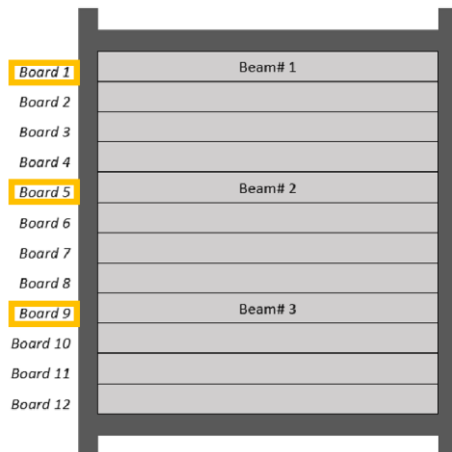 Board 1
Beam# 1
Board 2
Board 3
Board 4
Board 5
Beam# 2
Board 6
Board 7
Board 8
Board 9
Beam# 3
Board 10
Board 11
Board 12